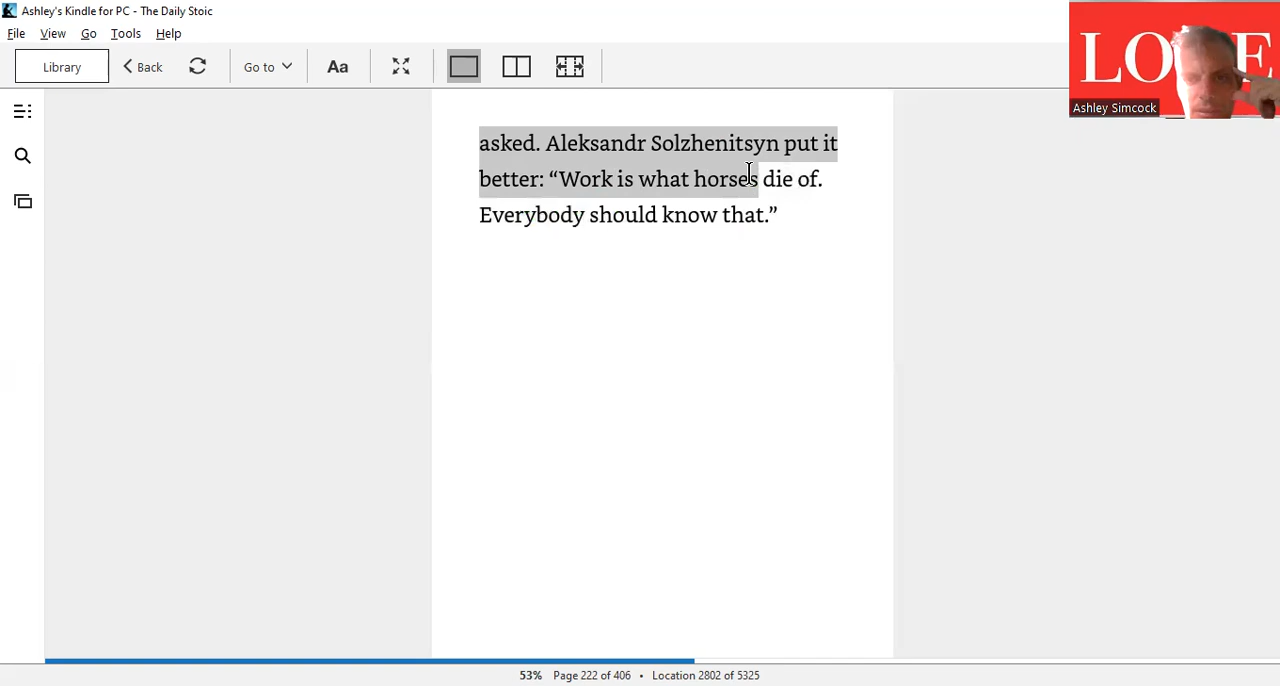 Ashley's Kindle for PC - The Daily Stoic
File View Go Tools Help
Library Back Go to Aa
LO E
Ashley Simcock
asked. Aleksandr Solzhenitsyn put it
better: “Work is what horses die of.
Everybody should know that.”
53% Page 222 of 406 • Location 2802 of 5325